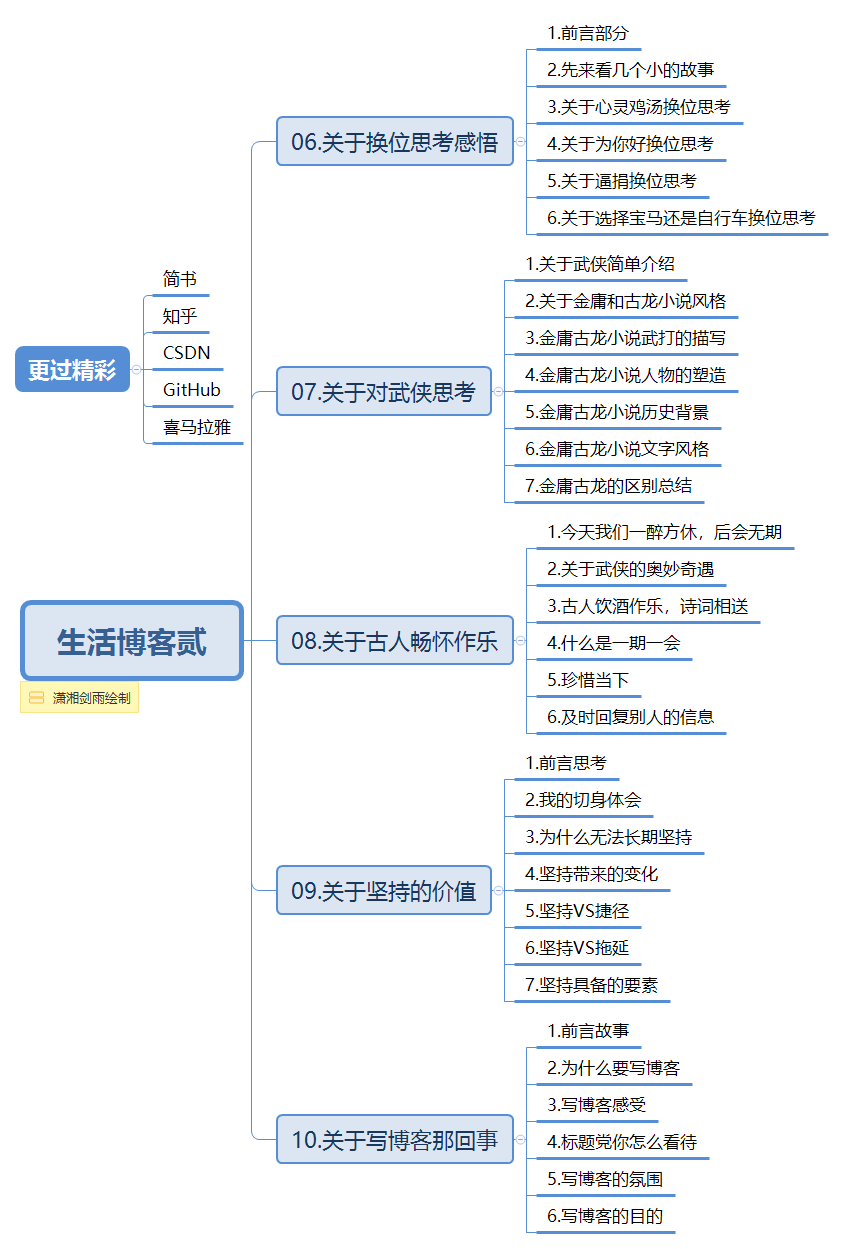 更过精彩
简书
知乎
CSDN
GitHub
喜马拉雅
生活博客贰
潇湘剑雨绘制
06.关于换位思考感悟
1.前言部分
2.先来看几个小的故事
3.关于心灵鸡汤换位思考
4.关于为你好换位思考
5.关于逼捐换位思考
6.关于选择宝马还是自行车换位思考
07.关于对武侠思考
1.关于武侠简单介绍
2.关于金庸和古龙小说风格
3.金庸古龙小说武打的描写
4.金庸古龙小说人物的塑造
5.金庸古龙小说历史背景
6.金庸古龙小说文字风格
7.金庸古龙的区别总结
08.关于古人畅怀作乐
1.今天我们一醉方休，后会无期
2.关于武侠的奥妙奇遇
3.古人饮酒作乐，诗词相送
4.什么是一期一会
5.珍惜当下
6.及时回复别人的信息
09.关于坚持的价值
1.前言思考
2.我的切身体会
3.为什么无法长期坚持
4.坚持带来的变化
5.坚持VS捷径
6.坚持VS拖延
7.坚持具备的要素
10.关于写博客那回事
1.前言故事
2.为什么要写博客
3.写博客感受
4.标题党你怎么看待
5.写博客的氛围
6.写博客的目的